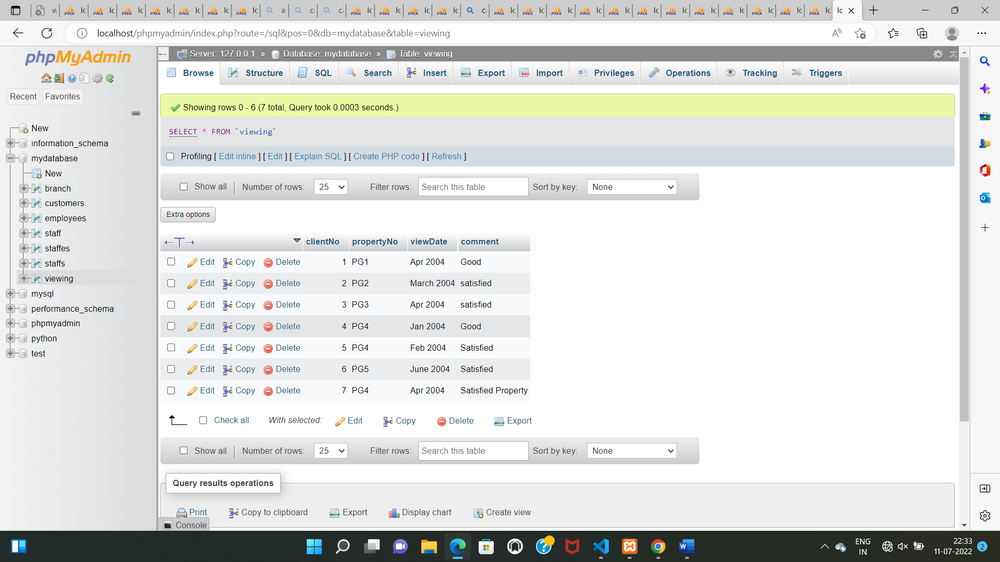 localhost/phpmyadmin/index.php?route=/sql&pos=0&db=mydatabase&table=viewing
phpMyAdmin
Recent Favorites
New
information_schema
mydatabase
New
branch
customers
employees
staff
staffes
staffs
viewing
mysql
performance_schema
phpmyadmin
python
test
Server: 127.0.0.1 » Database: mydatabase » Table: viewing
Browse Structure SQL Search Insert Export Import Privileges Operations Tracking Triggers
Showing rows 0 - 6 (7 total, Query took 0.0003 seconds.)
SELECT * FROM `viewing`
Profiling [ Edit inline ] [ Edit ] [ Explain SQL ] [ Create PHP code ] [ Refresh ]
Show all | Number of rows: 25 Filter rows: Search this table Sort by key: None
Extra options
←T→ clientNo propertyNo viewDate comment
Edit Copy Delete 1 PG1 Apr 2004 Good
Edit Copy Delete 2 PG2 March 2004 satisfied
Edit Copy Delete 3 PG3 Apr 2004 satisfied
Edit Copy Delete 4 PG4 Jan 2004 Good
Edit Copy Delete 5 PG4 Feb 2004 Satisfied
Edit Copy Delete 6 PG5 June 2004 Satisfied
Edit Copy Delete 7 PG4 Apr 2004 Satisfied Property
Check all With selected: Edit Copy Delete Export
Show all | Number of rows: 25 Filter rows: Search this table Sort by key: None
Query results operations
Print Copy to clipboard Export Display chart Create view
Console
ENG
IN
22:33
11-07-2022
2